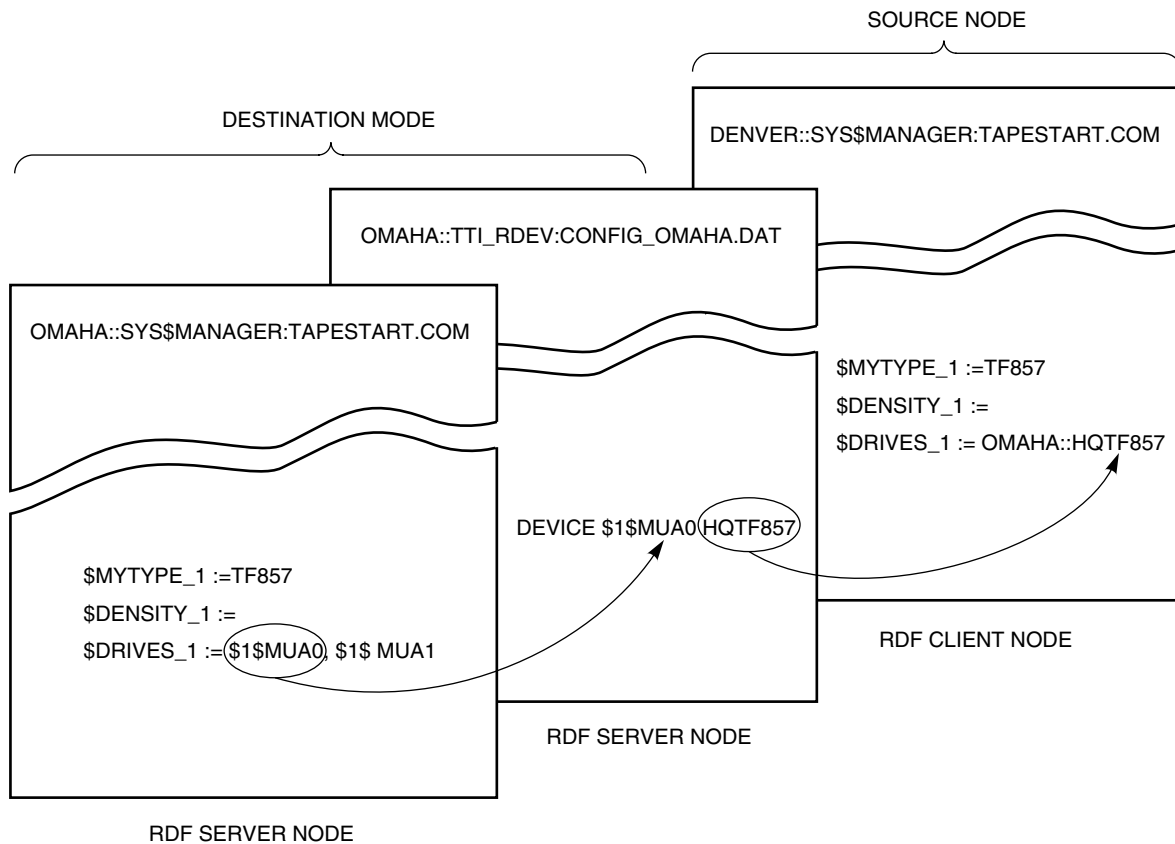 SOURCE NODE
DESTINATION MODE
DENVER::SYS$MANAGER:TAPESTART.COM
OMAHA::TTI_RDEV:CONFIG_OMAHA.DAT
OMAHA::SYS$MANAGER:TAPESTART.COM
$MYTYPE_1 :=TF857
$DENSITY_1 :=
$DRIVES_1 := OMAHA::HQTF857
DEVICE $1$MUA0 HQTF857
$MYTYPE_1 :=TF857
$DENSITY_1 :=
$DRIVES_1 := $1$MUA0, $1$ MUA1
RDF CLIENT NODE
RDF SERVER NODE
RDF SERVER NODE